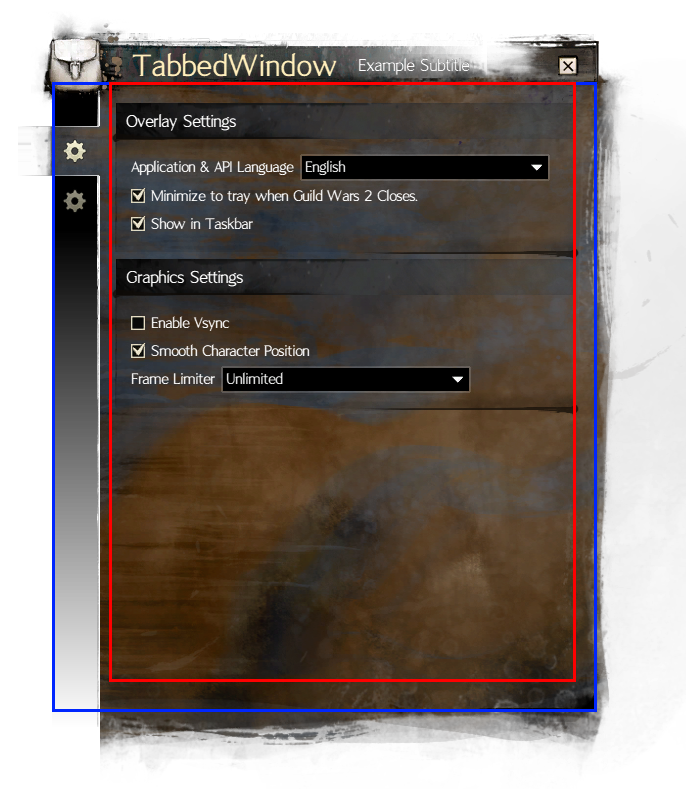 TabbedWindow Example Subtitle
Overlay Settings
Application & API Language English
Minimize to tray when Guild Wars 2 Closes.
Show in Taskbar
Graphics Settings
Enable Vsync
Smooth Character Position
Frame Limiter Unlimited